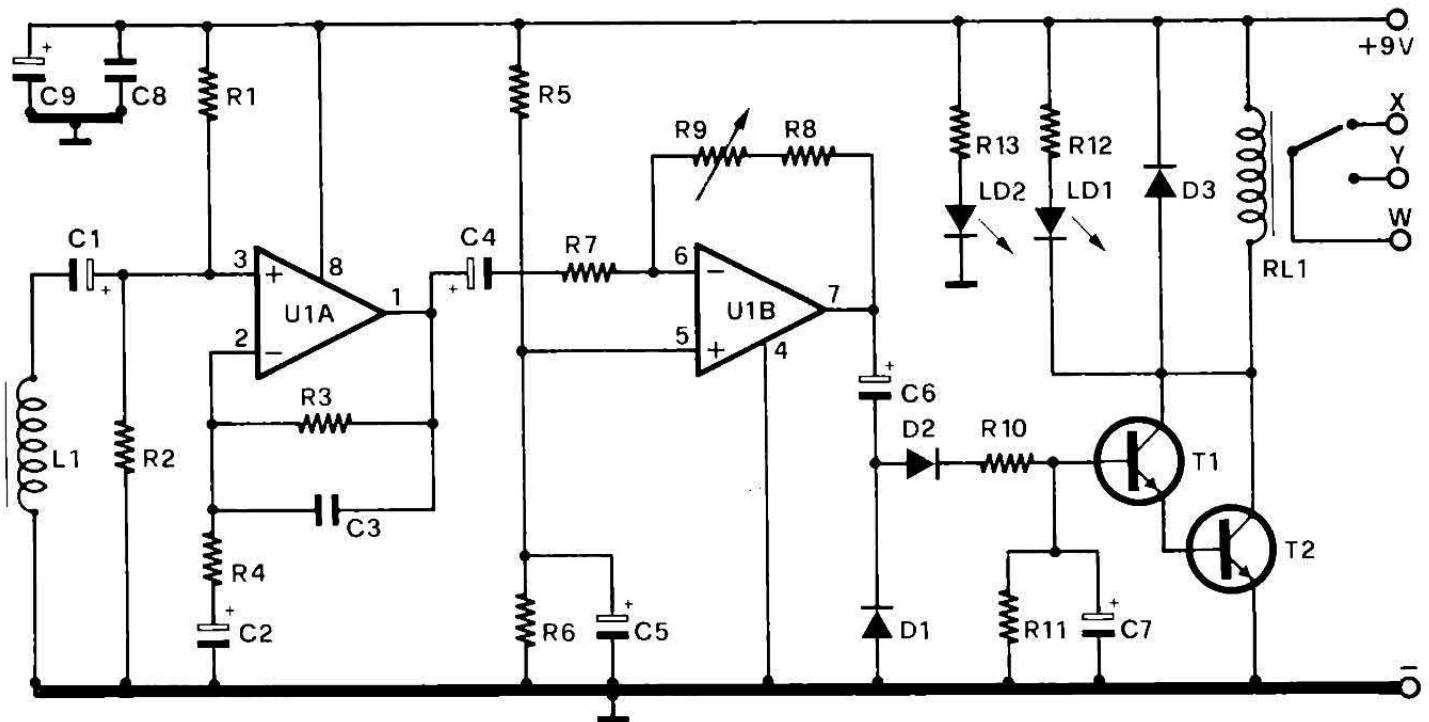 +
+9V
C9
C8
R1
R5
R9
R8
R13
R12
X
Y
W
LD2
LD1
D3
RL1
C1
+
3
+
8
U1A
1
2
−
C4
+
R7
6
−
7
U1B
5
+
4
+
C6
R3
L1
R2
C3
D2
R10
T1
R4
+
C2
T2
R6
+
C5
D1
R11
+
C7
−